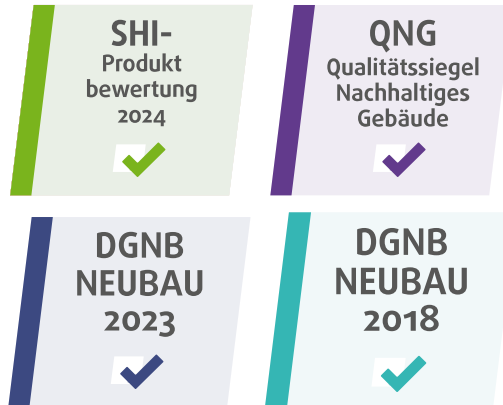 SHI-
Produkt
bewertung
2024
QNG
Qualitätssiegel
Nachhaltiges
Gebäude
DGNB
NEUBAU
2023
DGNB
NEUBAU
2018